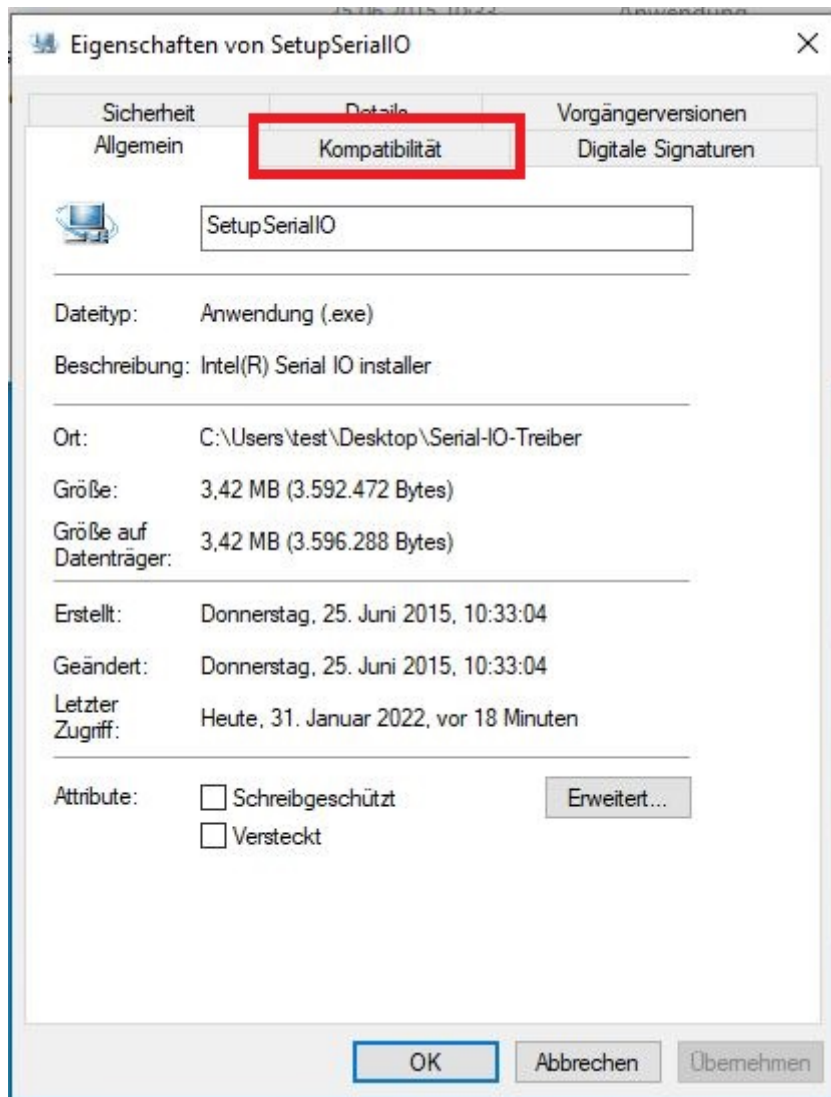 Eigenschaften von SetupSerialIO
Sicherheit Details Vorgängerversionen
Allgemein Kompatibilität Digitale Signaturen
SetupSerialIO
Dateityp: Anwendung (.exe)
Beschreibung: Intel(R) Serial IO installer
Ort: C:\Users\test\Desktop\Serial-IO-Treiber
Größe: 3,42 MB (3.592.472 Bytes)
Größe auf
Datenträger: 3,42 MB (3.596.288 Bytes)
Erstellt: Donnerstag, 25. Juni 2015, 10:33:04
Geändert: Donnerstag, 25. Juni 2015, 10:33:04
Letzter
Zugriff: Heute, 31. Januar 2022, vor 18 Minuten
Attribute: Schreibgeschützt Erweitert...
Versteckt
OK Abbrechen Übernehmen